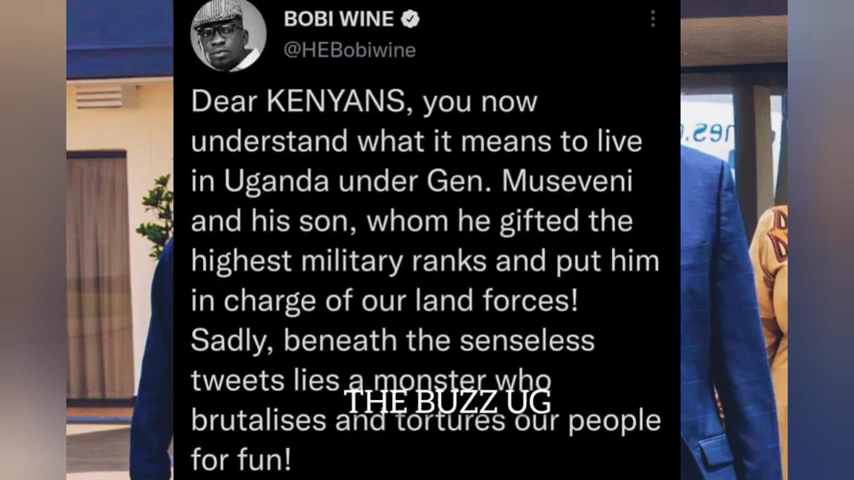 BOBI WINE
@HEBobiwine
Dear KENYANS, you now
understand what it means to live
in Uganda under Gen. Museveni
and his son, whom he gifted the
highest military ranks and put him
in charge of our land forces!
Sadly, beneath the senseless
tweets lies a monster who
THE BUZZ UG
brutalises and tortures our people
for fun!